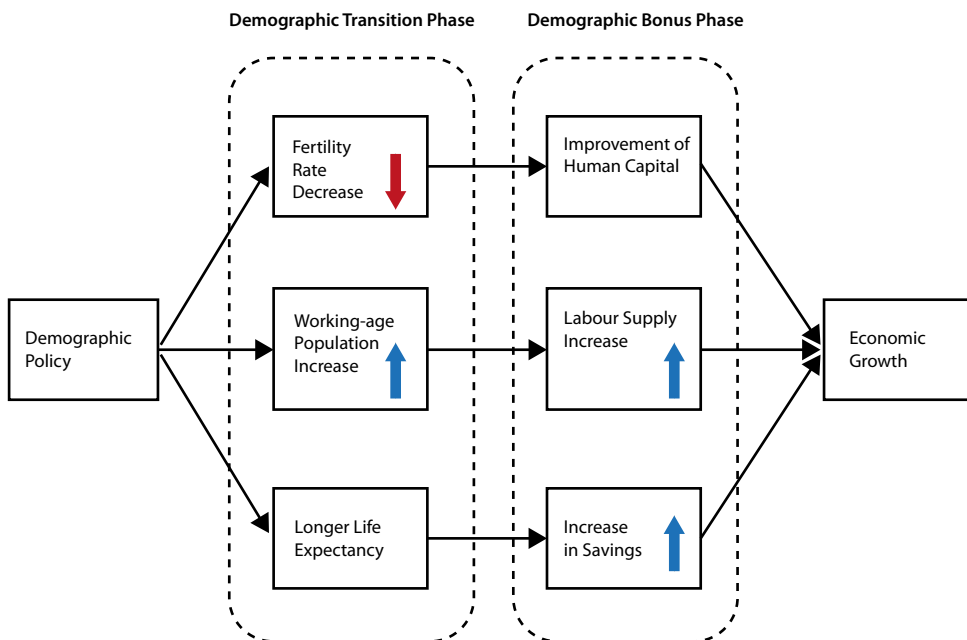 Demographic Transition Phase
Demographic Bonus Phase
Fertility
Rate
Decrease
Improvement of
Human Capital
Demographic
Policy
Working-age
Population
Increase
Labour Supply
Increase
Economic
Growth
Longer Life
Expectancy
Increase
in Savings